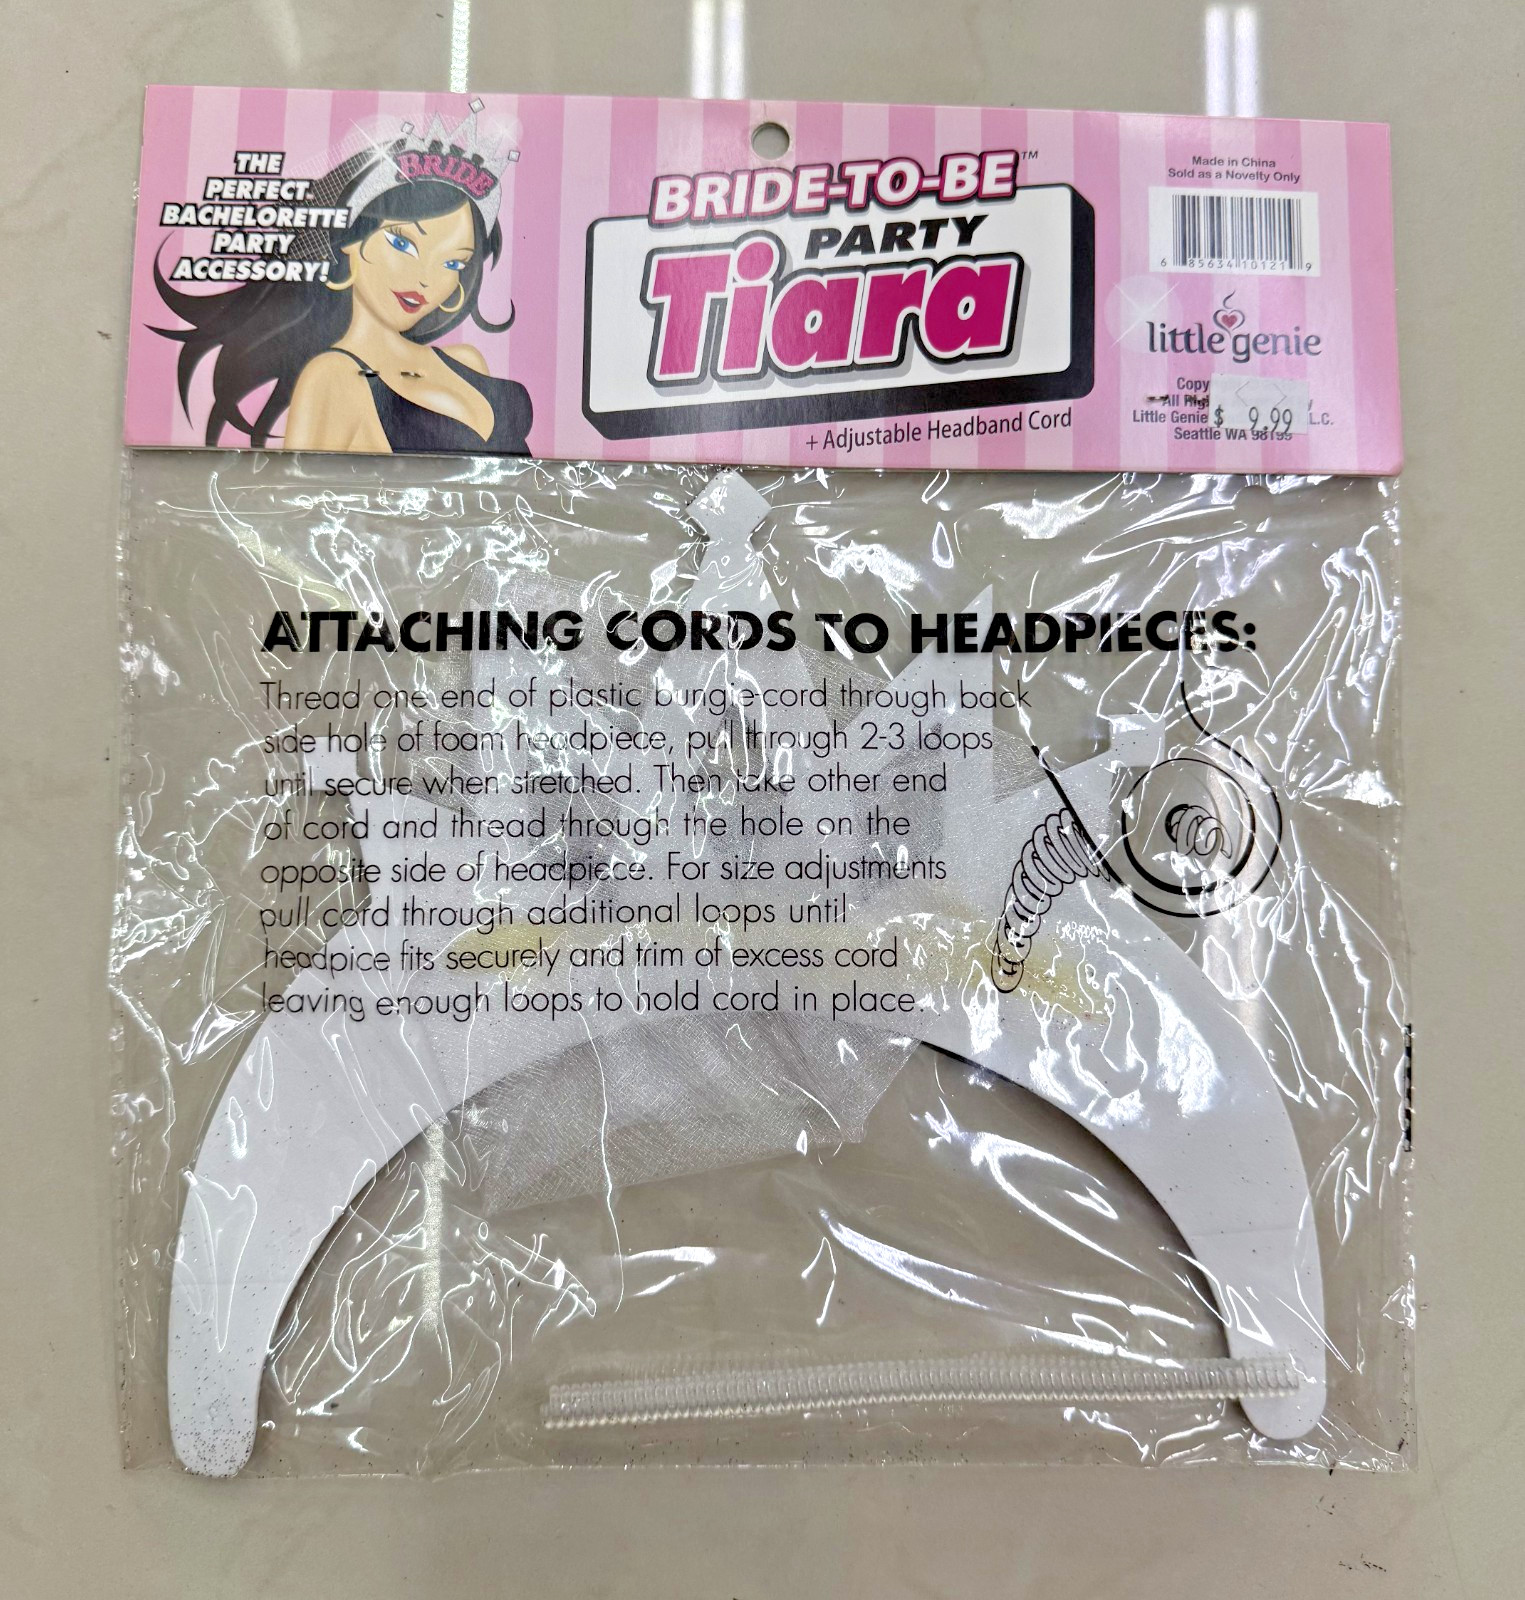 THE
PERFECT
BACHELORETTE
PARTY
ACCESSORY!
BRIDE
BRIDE-TO-BE™
PARTY
Tiara
+ Adjustable Headband Cord
Made in China
Sold as a Novelty Only
6 85634 10121 9
little genie
Copy
All
Little Genie L.C.
Seattle WA 98199
$ 9.99
ATTACHING CORDS TO HEADPIECES:
Thread one end of plastic bungie-cord through back
side hole of foam headpiece, pull through 2-3 loops
until secure when stretched. Then take other end
of cord and thread through the hole on the
opposite side of headpiece. For size adjustments
pull cord through additional loops until
headpice fits securely and trim of excess cord
leaving enough loops to hold cord in place.